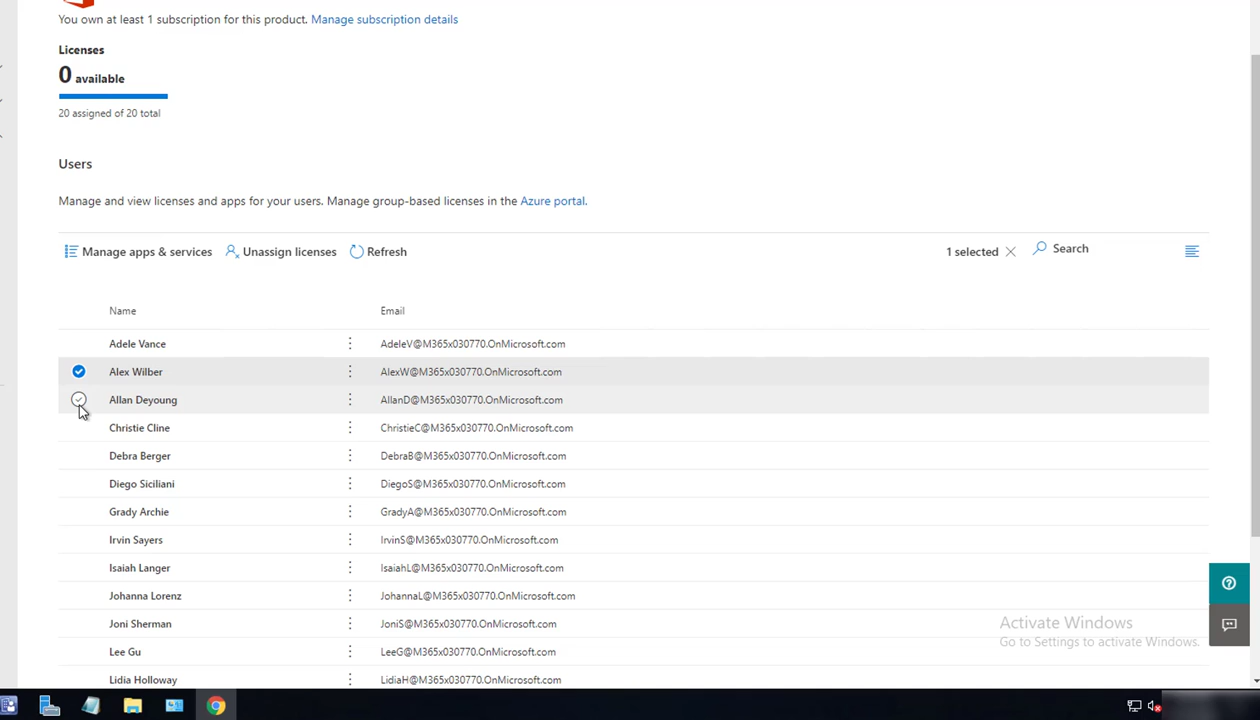 You own at least 1 subscription for this product. Manage subscription details
Licenses
0 available
20 assigned of 20 total
Users
Manage and view licenses and apps for your users. Manage group-based licenses in the Azure portal.
Manage apps & services Unassign licenses Refresh 1 selected Search
Name Email
Adele Vance AdeleV@M365x030770.OnMicrosoft.com
Alex Wilber AlexW@M365x030770.OnMicrosoft.com
Allan Deyoung AllanD@M365x030770.OnMicrosoft.com
Christie Cline ChristieC@M365x030770.OnMicrosoft.com
Debra Berger DebraB@M365x030770.OnMicrosoft.com
Diego Siciliani DiegoS@M365x030770.OnMicrosoft.com
Grady Archie GradyA@M365x030770.OnMicrosoft.com
Irvin Sayers IrvinS@M365x030770.OnMicrosoft.com
Isaiah Langer IsaiahL@M365x030770.OnMicrosoft.com
Johanna Lorenz JohannaL@M365x030770.OnMicrosoft.com
Joni Sherman JoniS@M365x030770.OnMicrosoft.com
Lee Gu LeeG@M365x030770.OnMicrosoft.com
Lidia Holloway LidiaH@M365x030770.OnMicrosoft.com
Activate Windows
Go to Settings to activate Windows.